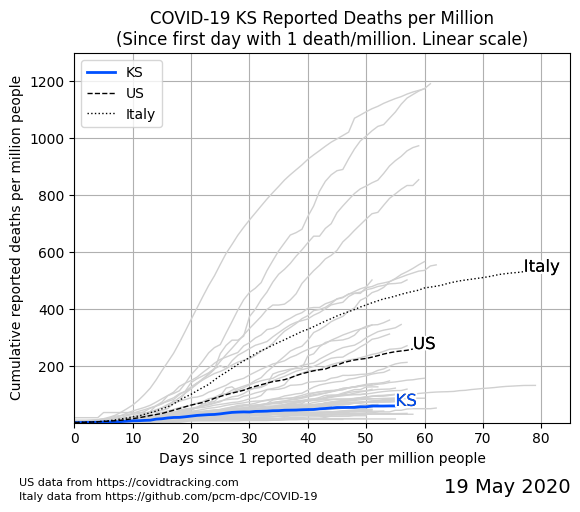 COVID-19 KS Reported Deaths per Million
(Since first day with 1 death/million. Linear scale)
Cumulative reported deaths per million people
1200
1000
800
600
400
200
KS
US
Italy
Italy
US
KS
0
10
20
30
40
50
60
70
80
Days since 1 reported death per million people
US data from https://covidtracking.com
Italy data from https://github.com/pcm-dpc/COVID-19
19 May 2020